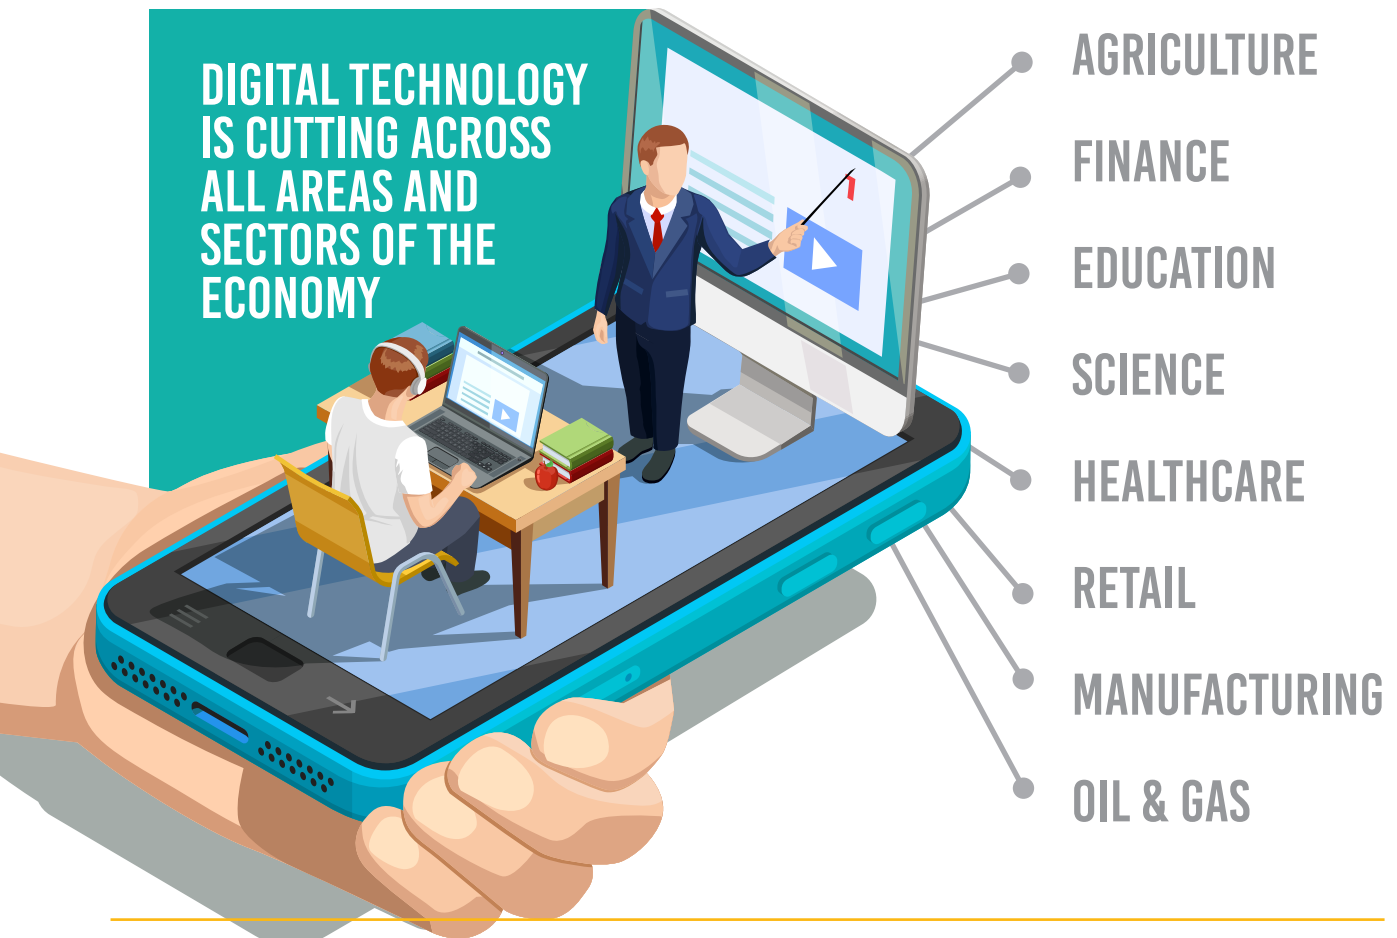 DIGITAL TECHNOLOGY
IS CUTTING ACROSS
ALL AREAS AND
SECTORS OF THE
ECONOMY
AGRICULTURE
FINANCE
EDUCATION
SCIENCE
HEALTHCARE
RETAIL
MANUFACTURING
OIL & GAS